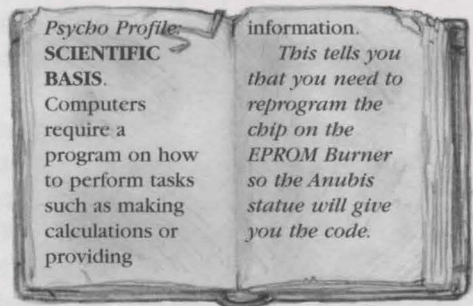 Psycho Profile:
SCIENTIFIC
BASIS.
Computers
require a
program on how
to perform tasks
such as making
calculations or
providing
information.
This tells you
that you need to
reprogram the
chip on the
EPROM Burner
so the Anubis
statue will give
you the code.